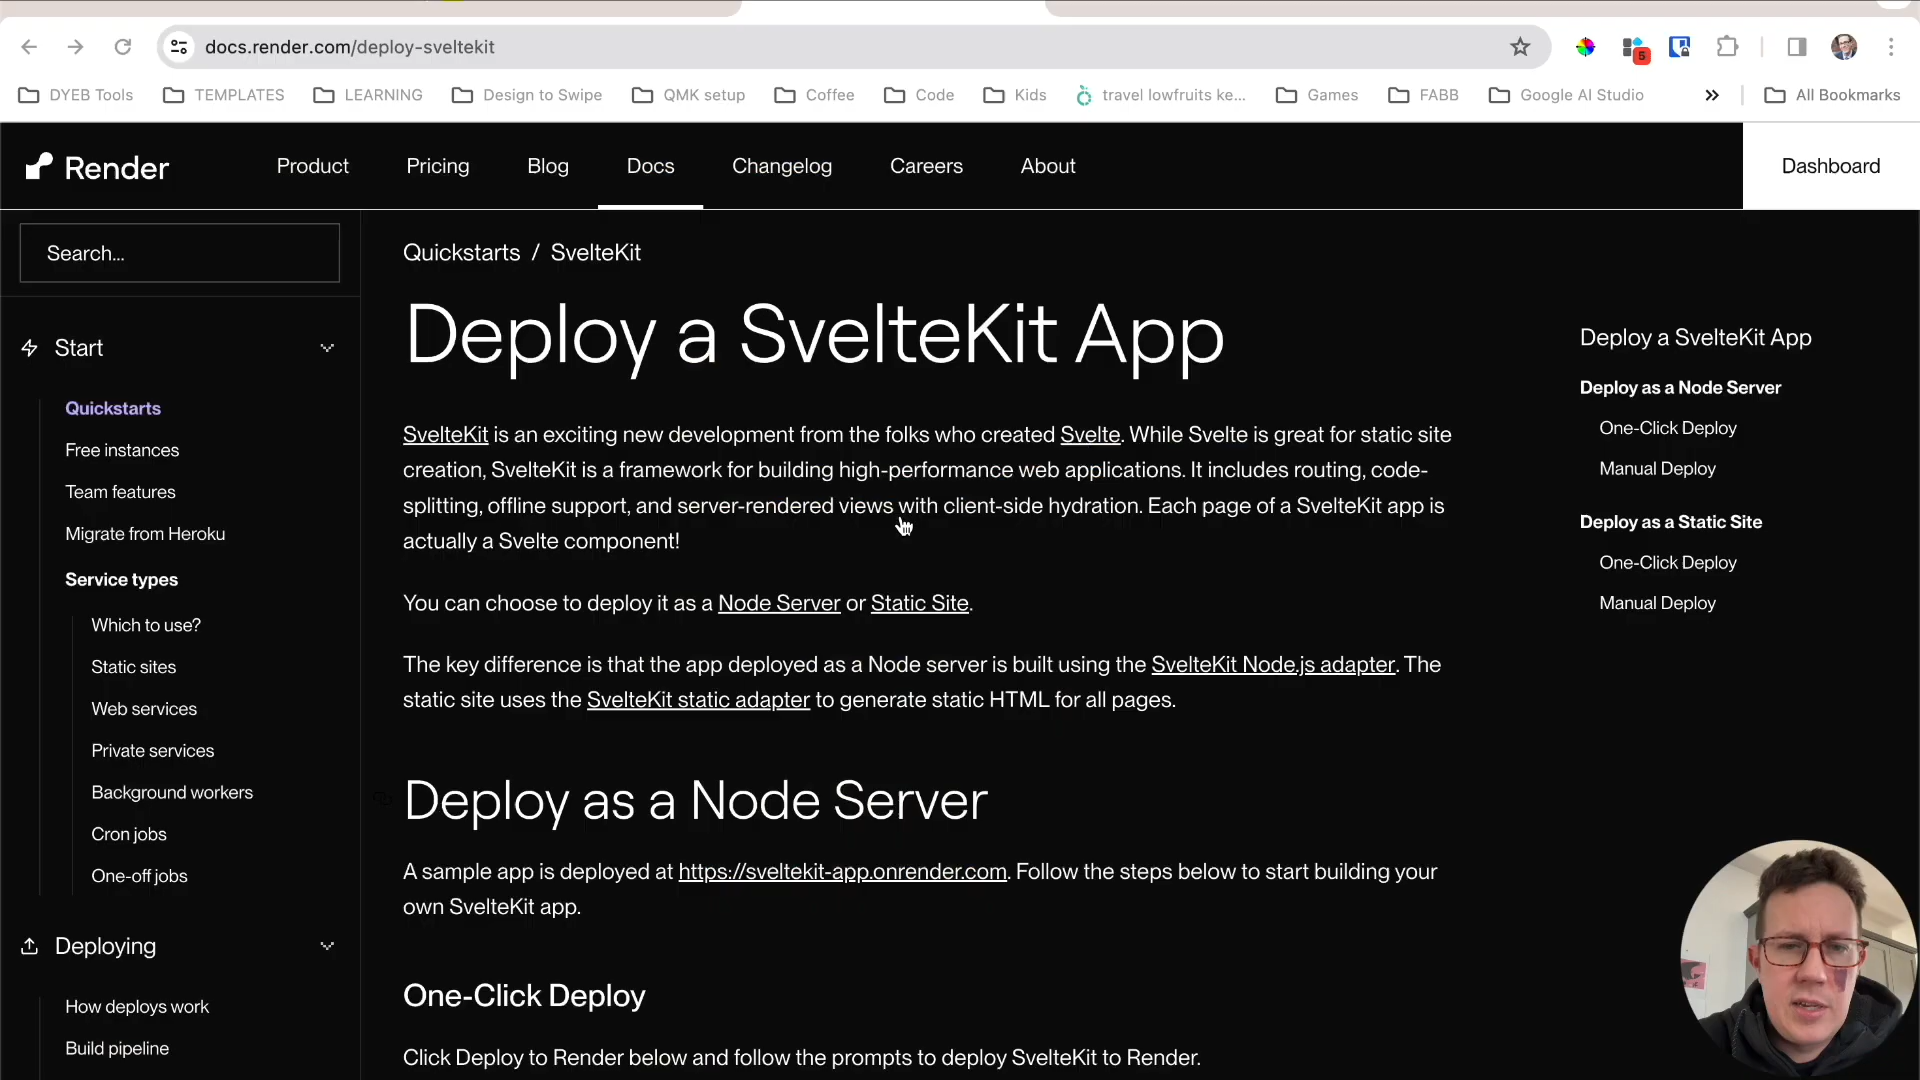 docs.render.com/deploy-sveltekit
5
DYEB Tools
TEMPLATES
LEARNING
Design to Swipe
QMK setup
Coffee
Code
Kids
travel lowfruits ke...
Games
FABB
Google AI Studio
All Bookmarks
Render
Product
Pricing
Blog
Docs
Changelog
Careers
About
Dashboard
Search...
Start
Quickstarts
Free instances
Team features
Migrate from Heroku
Service types
Which to use?
Static sites
Web services
Private services
Background workers
Cron jobs
One-off jobs
Deploying
How deploys work
Build pipeline
Quickstarts / SvelteKit
Deploy a SvelteKit App
SvelteKit is an exciting new development from the folks who created Svelte. While Svelte is great for static site
creation, SvelteKit is a framework for building high-performance web applications. It includes routing, code-
splitting, offline support, and server-rendered views with client-side hydration. Each page of a SvelteKit app is
actually a Svelte component!
You can choose to deploy it as a Node Server or Static Site.
The key difference is that the app deployed as a Node server is built using the SvelteKit Node.js adapter. The
static site uses the SvelteKit static adapter to generate static HTML for all pages.
Deploy as a Node Server
A sample app is deployed at https://sveltekit-app.onrender.com. Follow the steps below to start building your
own SvelteKit app.
One-Click Deploy
Click Deploy to Render below and follow the prompts to deploy SvelteKit to Render.
Deploy a SvelteKit App
Deploy as a Node Server
One-Click Deploy
Manual Deploy
Deploy as a Static Site
One-Click Deploy
Manual Deploy